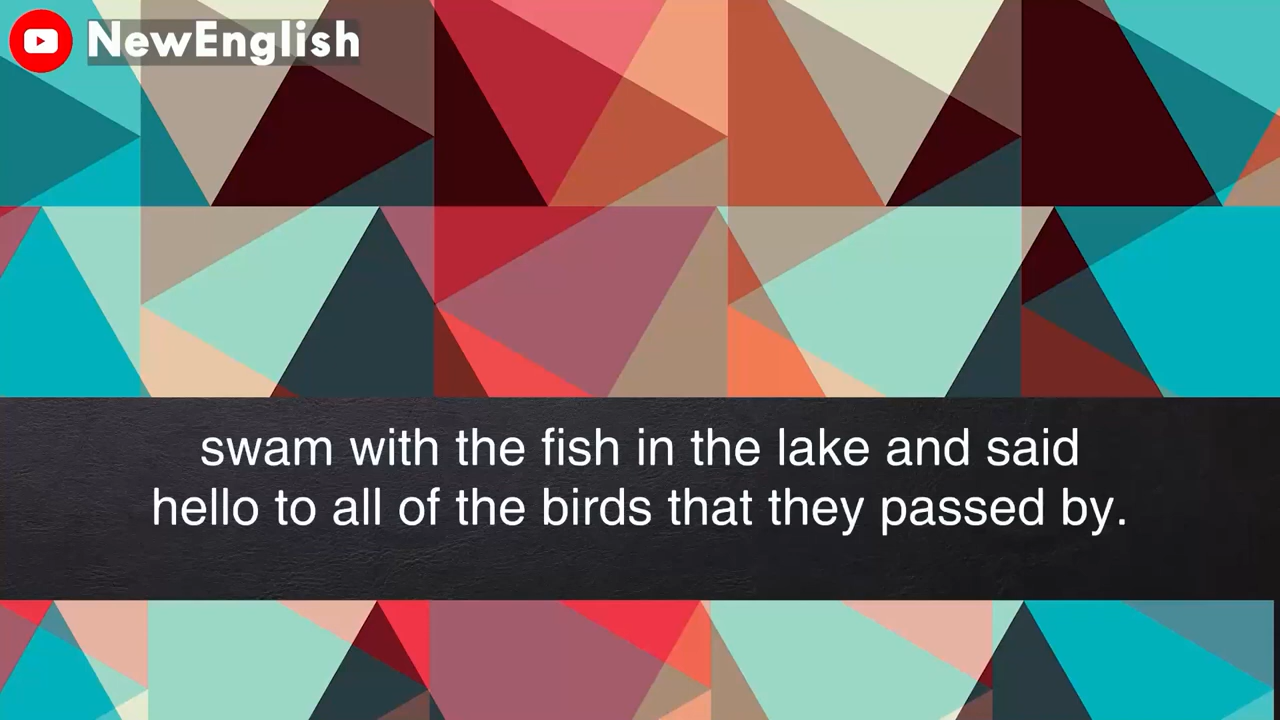 NewEnglish
swam with the fish in the lake and said
hello to all of the birds that they passed by.